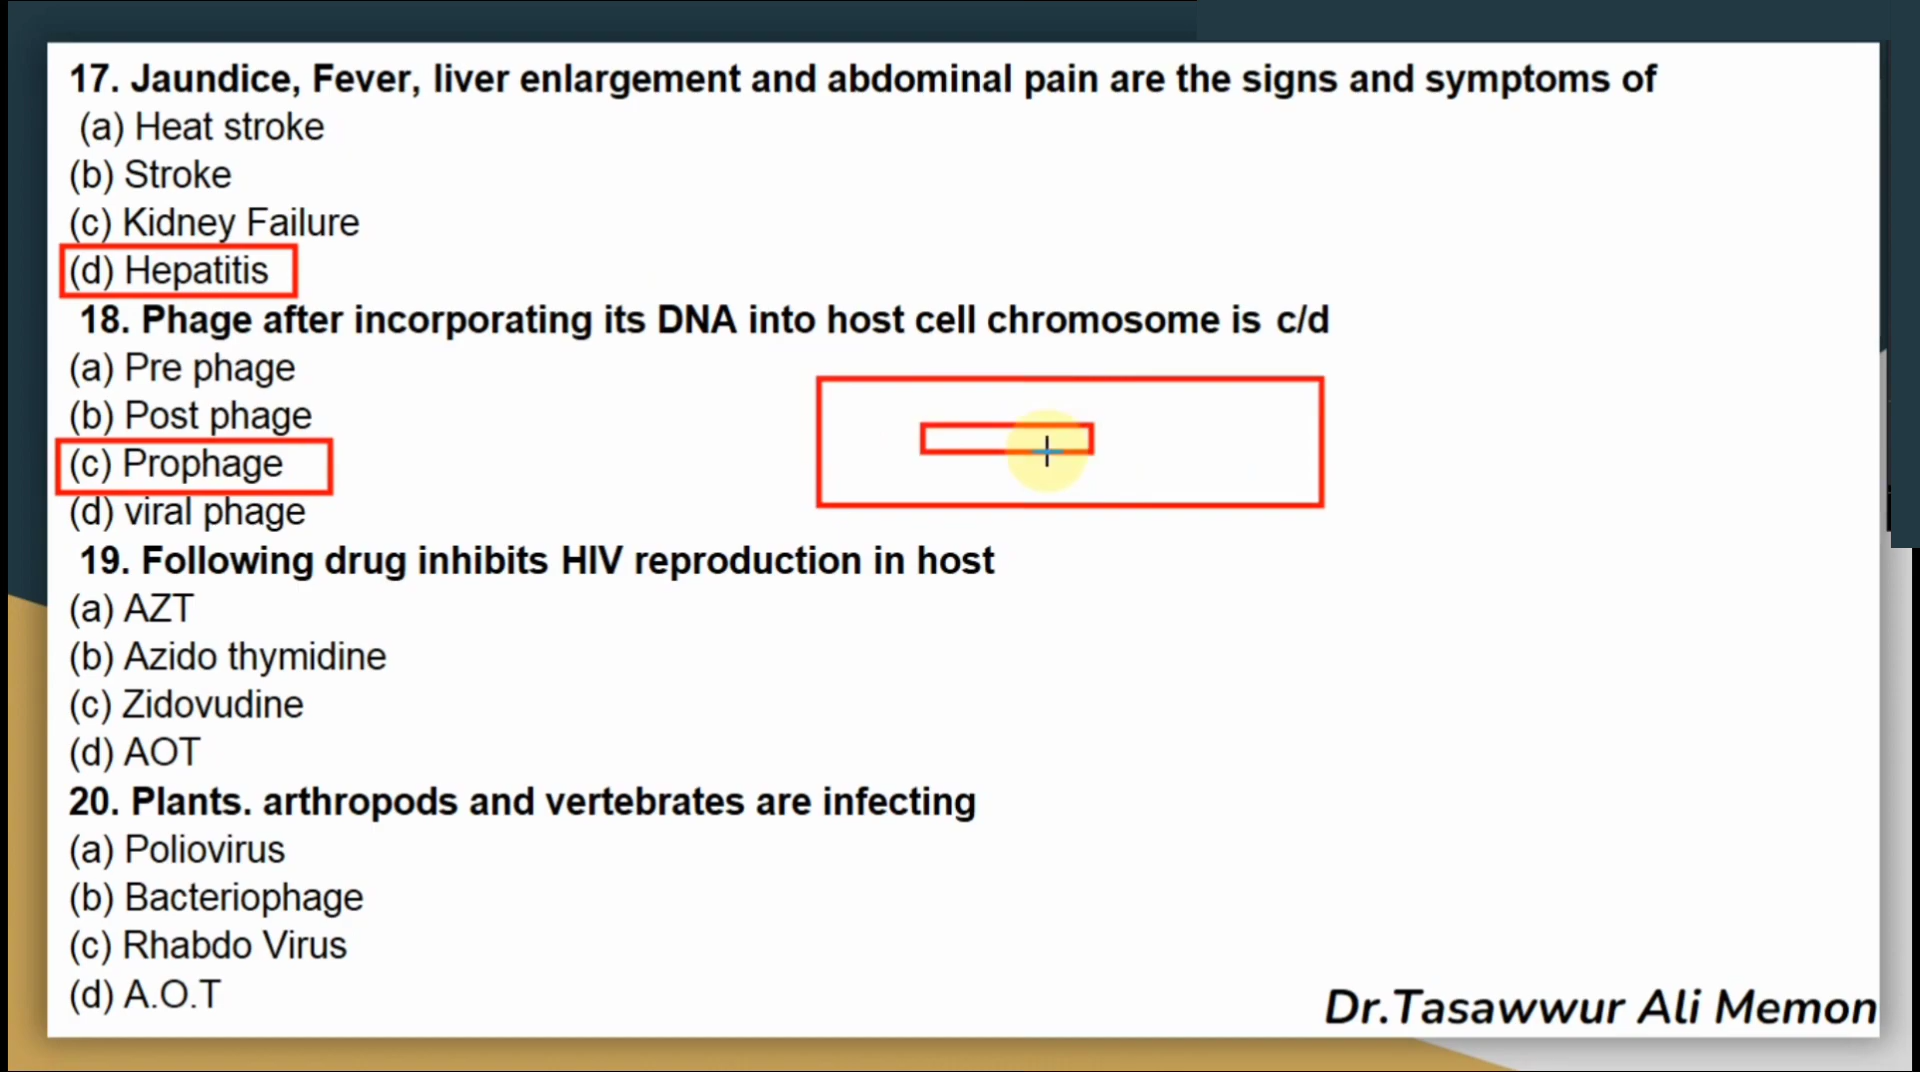 17. Jaundice, Fever, liver enlargement and abdominal pain are the signs and symptoms of
(a) Heat stroke
(b) Stroke
(c) Kidney Failure
(d) Hepatitis
18. Phage after incorporating its DNA into host cell chromosome is c/d
(a) Pre phage
(b) Post phage
(c) Prophage
(d) viral phage
19. Following drug inhibits HIV reproduction in host
(a) AZT
(b) Azido thymidine
(c) Zidovudine
(d) AOT
20. Plants. arthropods and vertebrates are infecting
(a) Poliovirus
(b) Bacteriophage
(c) Rhabdo Virus
(d) A.O.T
Dr.Tasawwur Ali Memon